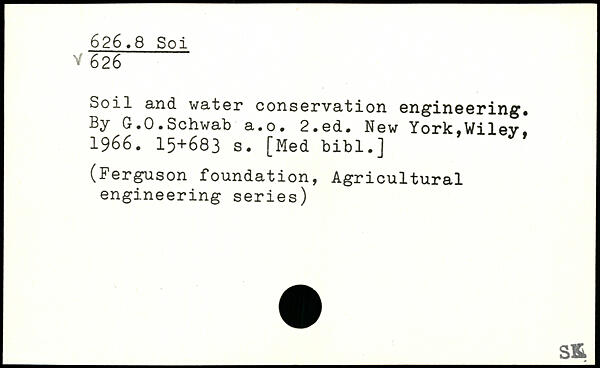 626.8 Soi
√ 626
Soil and water conservation engineering.
By G.O.Schwab a.o. 2.ed. New York,Wiley,
1966. 15+683 s. [Med bibl.]
(Ferguson foundation, Agricultural
engineering series)
SK